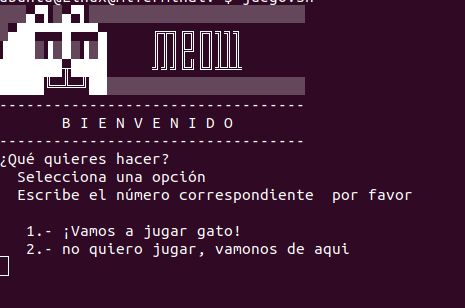 juego.sh
meow
---------------------------------
B I E N V E N I D O
---------------------------------
¿Qué quieres hacer?
Selecciona una opción
Escribe el número correspondiente  por favor
1.- ¡Vamos a jugar gato!
2.- no quiero jugar, vamonos de aqui